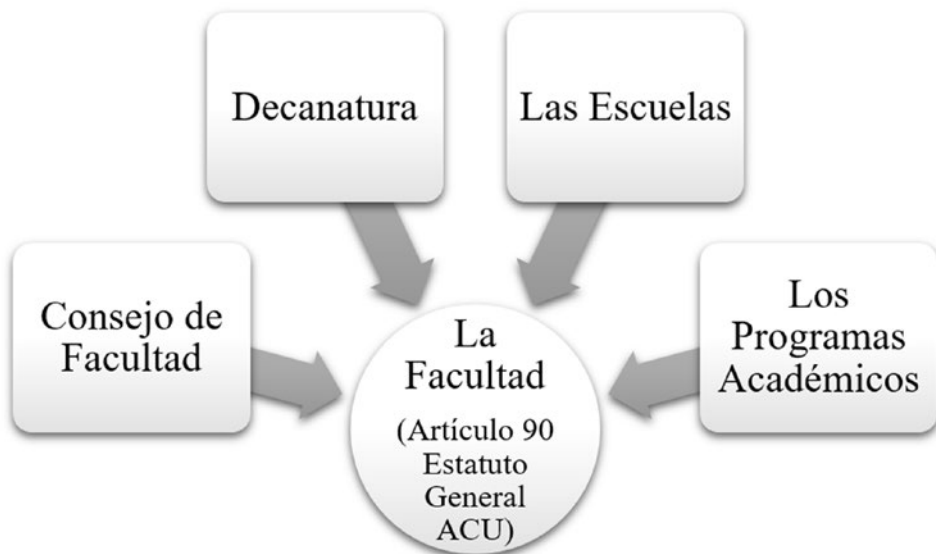 Decanatura
Las Escuelas
Consejo de
Facultad
Los
Programas
Académicos
La
Facultad
(Artículo 90
Estatuto
General
ACU)